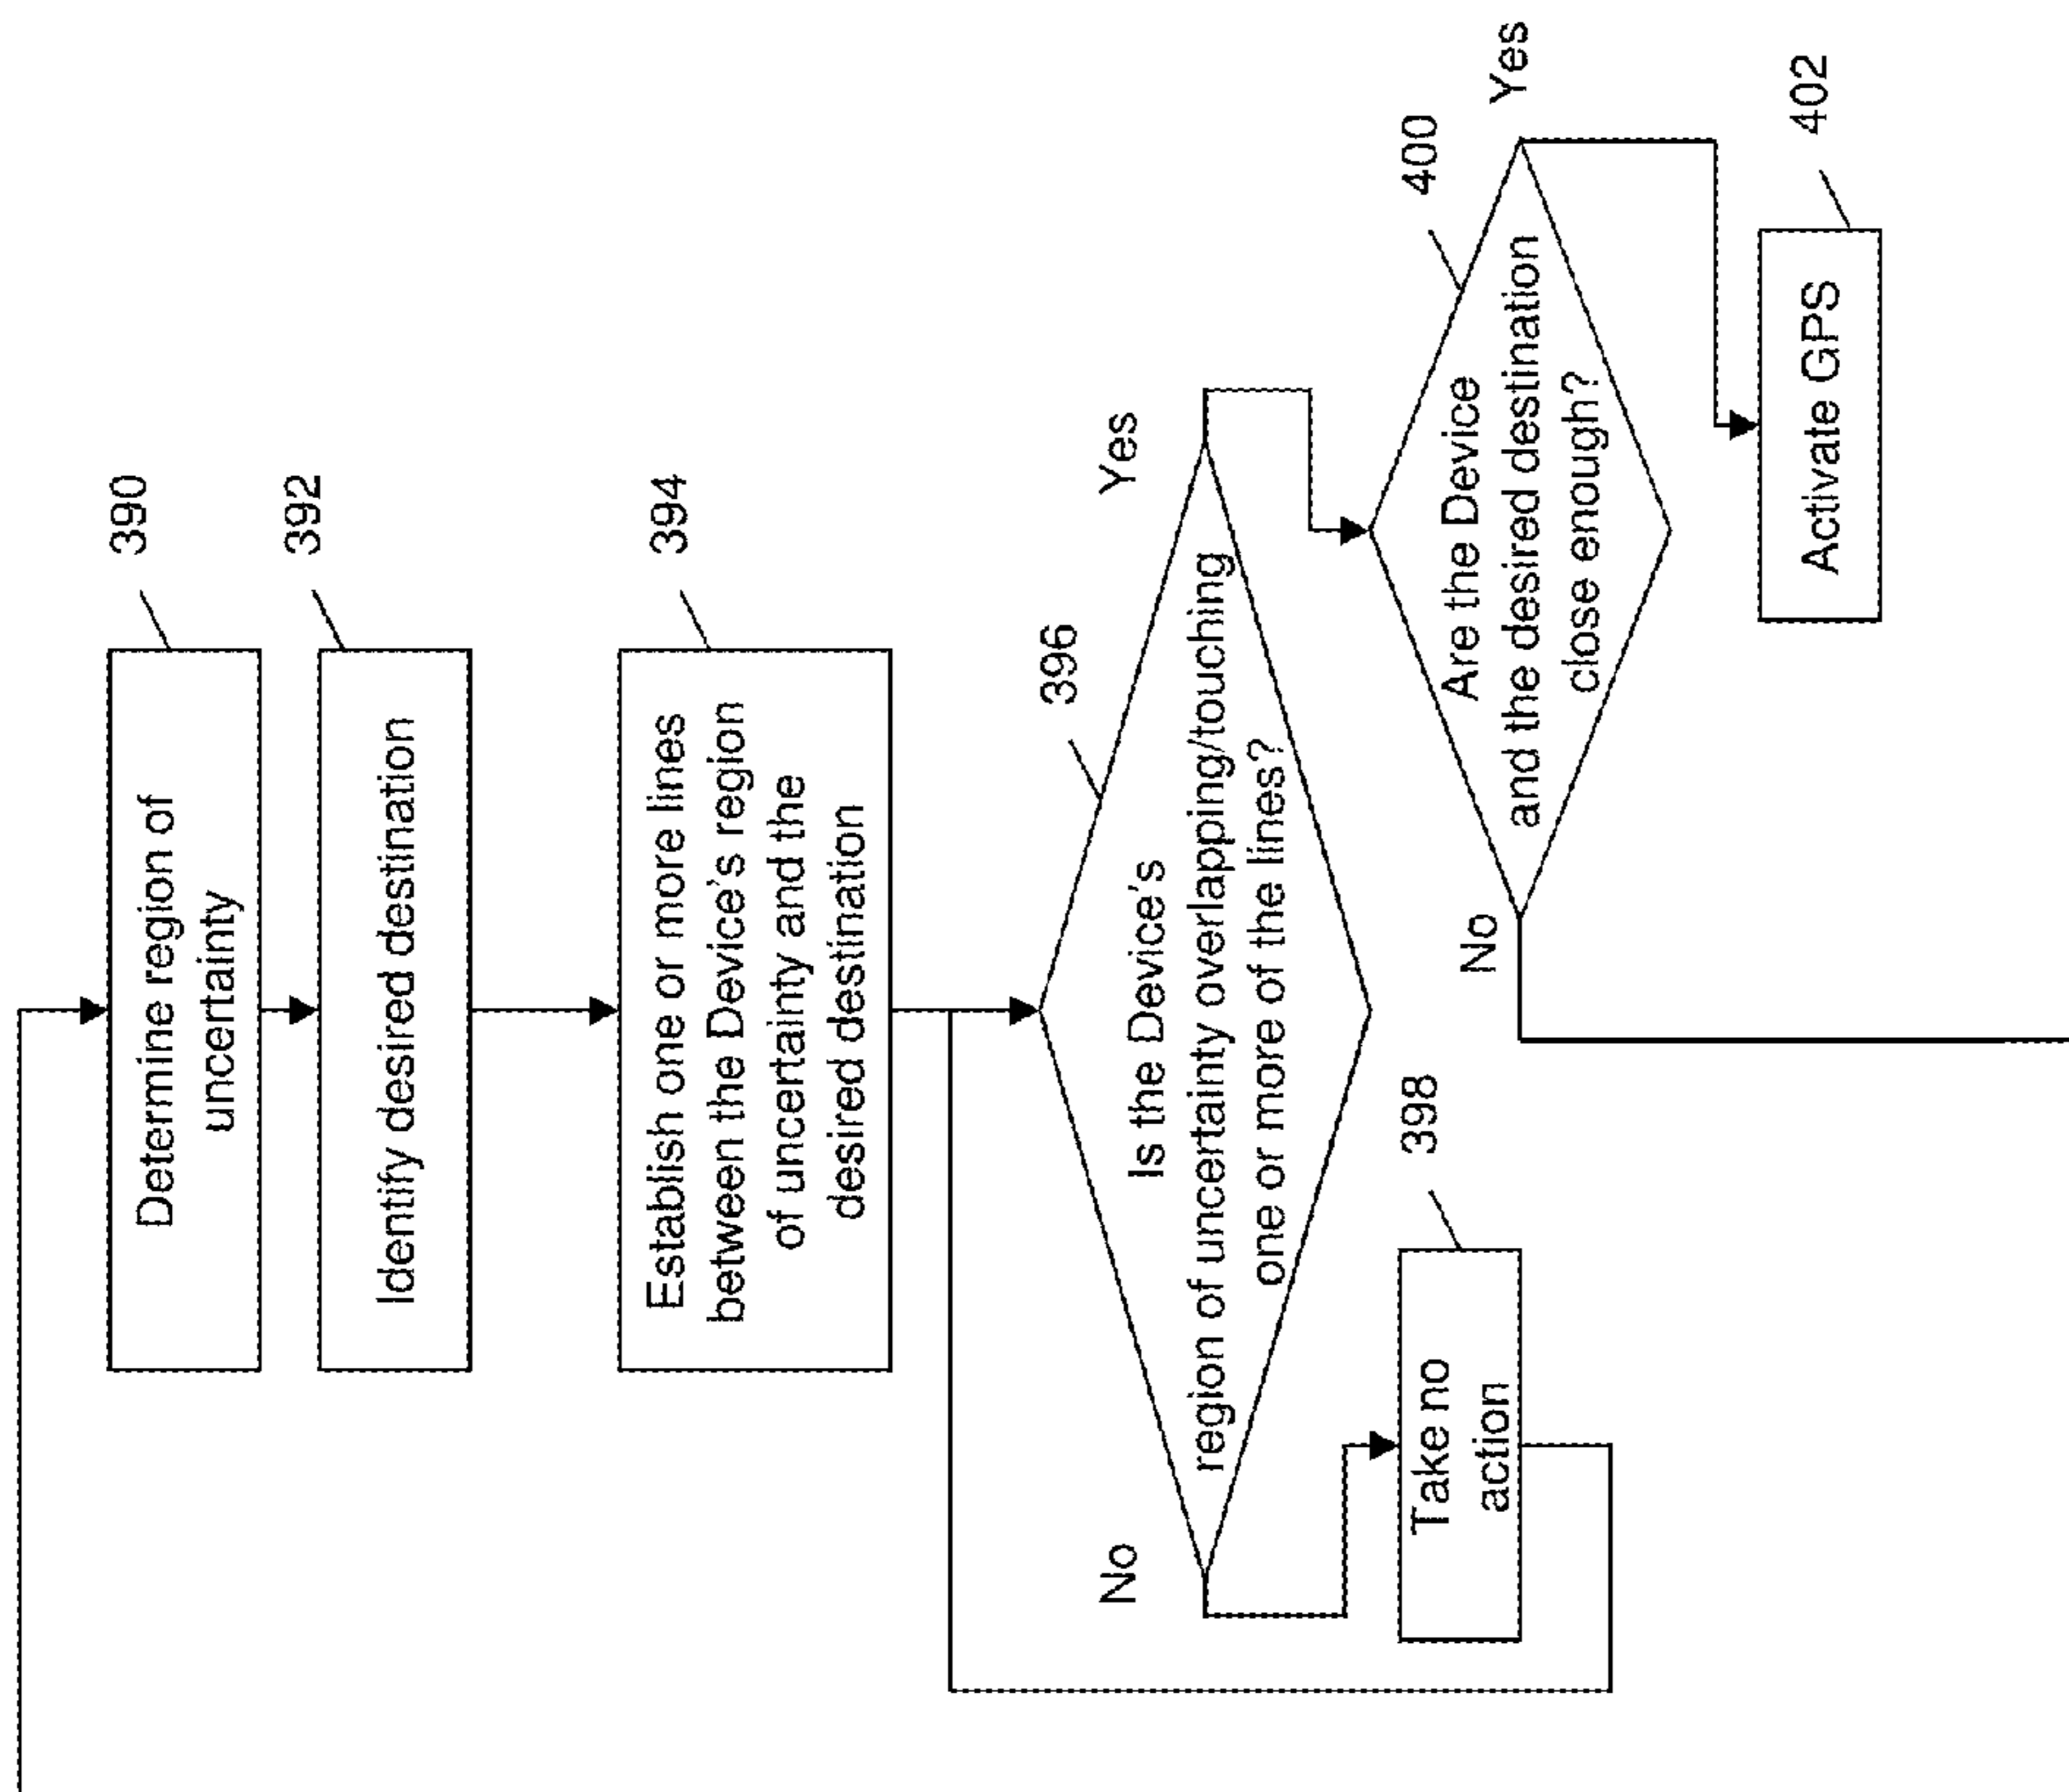 390
Determine region of
uncertainty
392
Identify desired destination
394
Establish one or more lines
between the Device's region
of uncertainty and the
desired destination
396
Is the Device's
region of uncertainty overlapping/touching
one or more of the lines?
No
Yes
398
Take no
action
400
Are the Device
and the desired destination
close enough?
No
Yes
402
Activate GPS